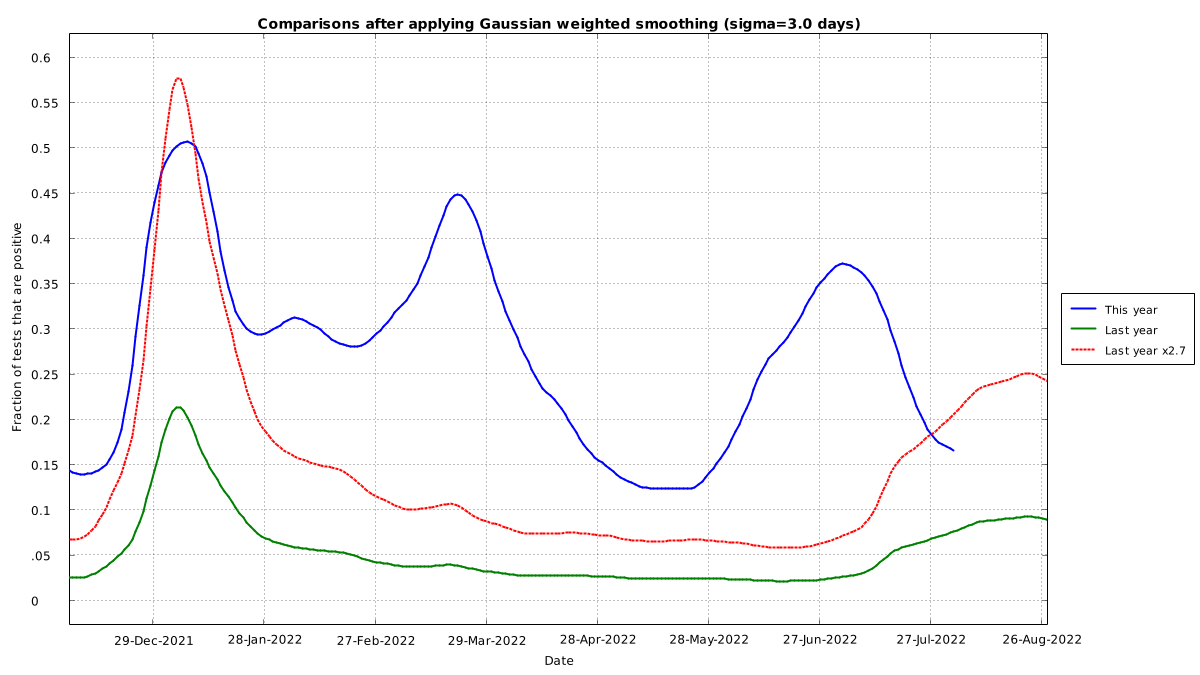 Comparisons after applying Gaussian weighted smoothing (sigma=3.0 days)
Fraction of tests that are positive
0.6
0.55
0.5
0.45
0.4
0.35
0.3
0.25
0.2
0.15
0.1
.05
0
29-Dec-2021
28-Jan-2022
27-Feb-2022
29-Mar-2022
28-Apr-2022
28-May-2022
27-Jun-2022
27-Jul-2022
26-Aug-2022
Date
This year
Last year
Last year x2.7